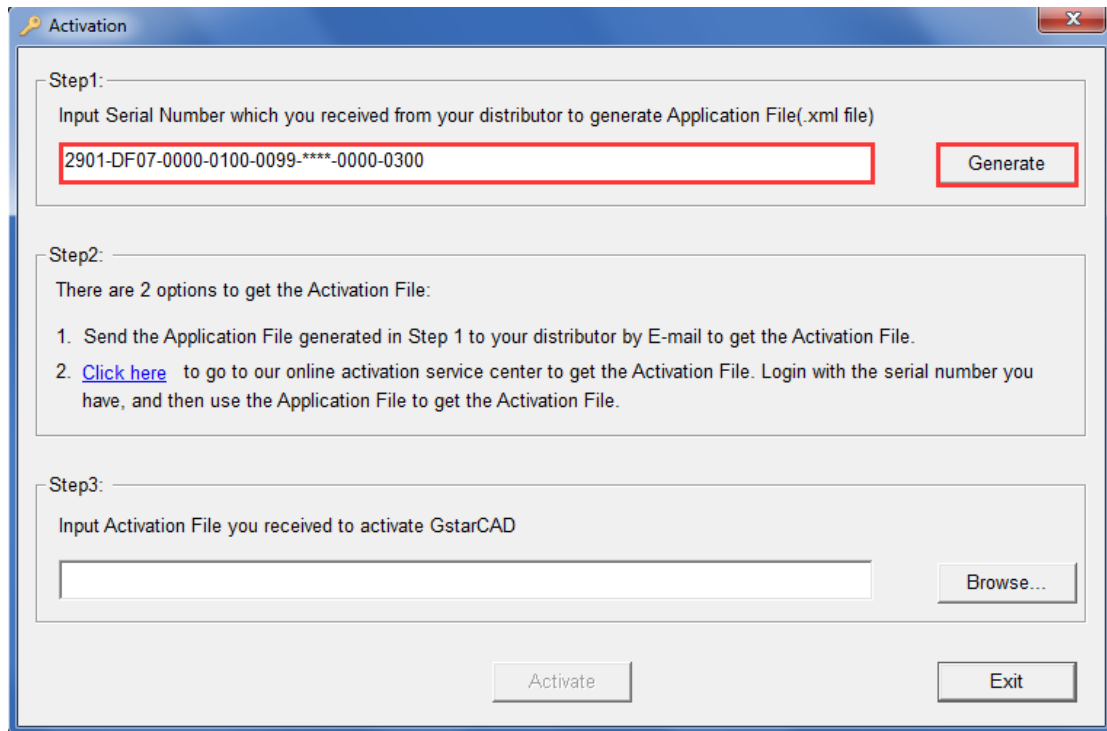 Activation
Step1:
Input Serial Number which you received from your distributor to generate Application File(.xml file)
2901-DF07-0000-0100-0099-****-0000-0300
Generate
Step2:
There are 2 options to get the Activation File:
1. Send the Application File generated in Step 1 to your distributor by E-mail to get the Activation File.
2. Click here to go to our online activation service center to get the Activation File. Login with the serial number you
have, and then use the Application File to get the Activation File.
Step3:
Input Activation File you received to activate GstarCAD
Browse...
Activate
Exit